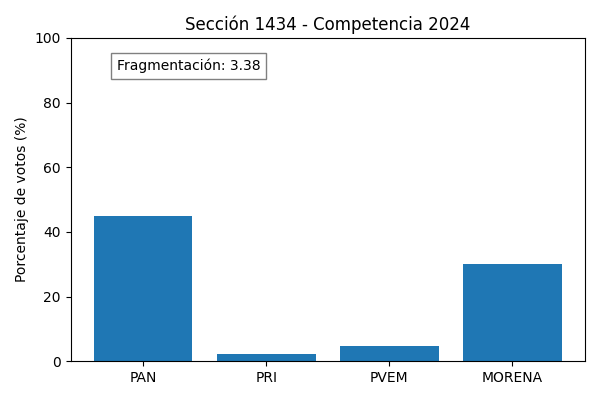 Sección 1434 - Competencia 2024
100
80
60
40
20
0
Porcentaje de votos (%)
Fragmentación: 3.38
PAN PRI PVEM MORENA